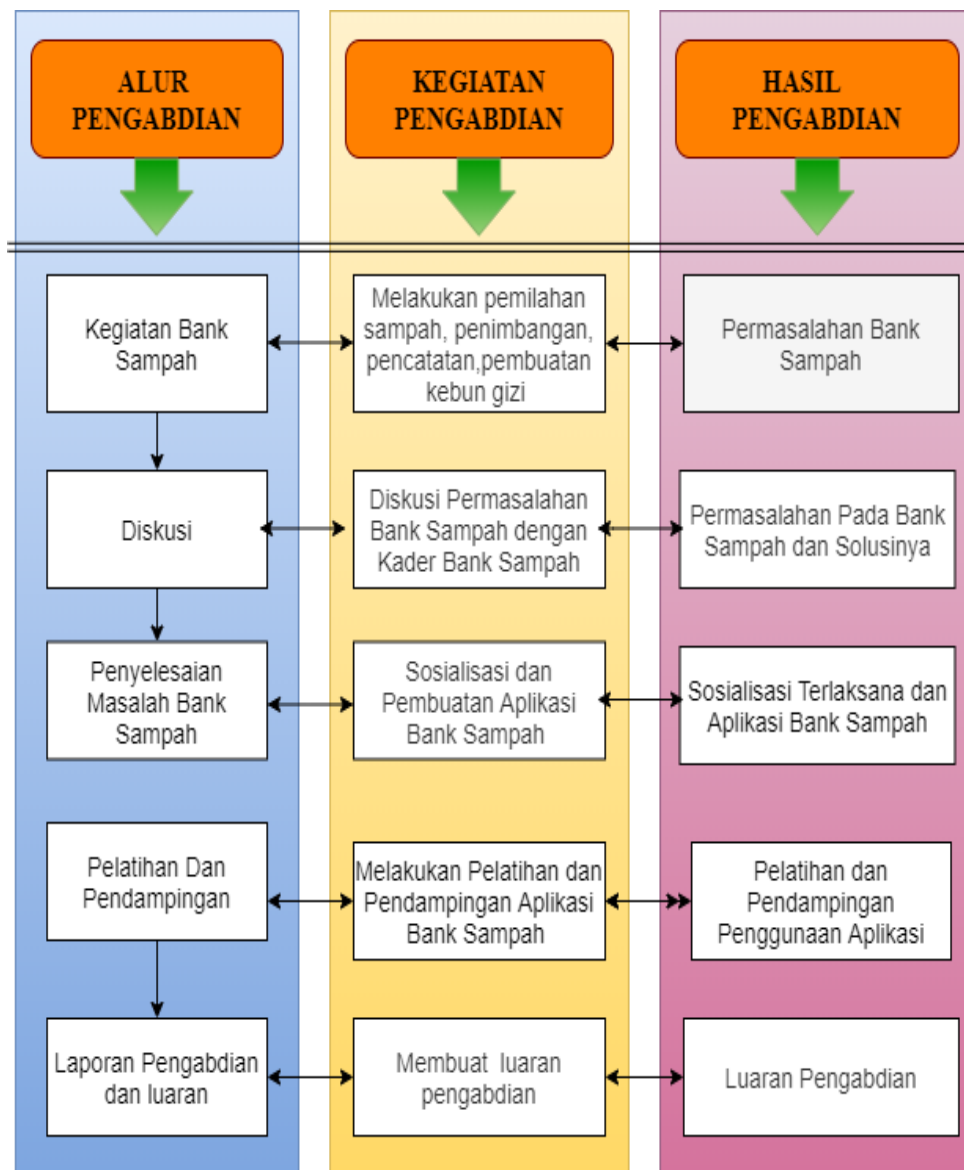 ALUR
PENGABDIAN
KEGIATAN
PENGABDIAN
HASIL
PENGABDIAN
Kegiatan Bank
Sampah
Melakukan pemilahan
sampah, penimbangan,
pencatatan,pembuatan
kebun gizi
Permasalahan Bank
Sampah
Diskusi
Diskusi Permasalahan
Bank Sampah dengan
Kader Bank Sampah
Permasalahan Pada Bank
Sampah dan Solusinya
Penyelesaian
Masalah Bank
Sampah
Sosialisasi dan
Pembuatan Aplikasi
Bank Sampah
Sosialisasi Terlaksana dan
Aplikasi Bank Sampah
Pelatihan Dan
Pendampingan
Melakukan Pelatihan dan
Pendampingan Aplikasi
Bank Sampah
Pelatihan dan
Pendampingan
Penggunaan Aplikasi
Laporan Pengabdian
dan luaran
Membuat luaran
pengabdian
Luaran Pengabdian